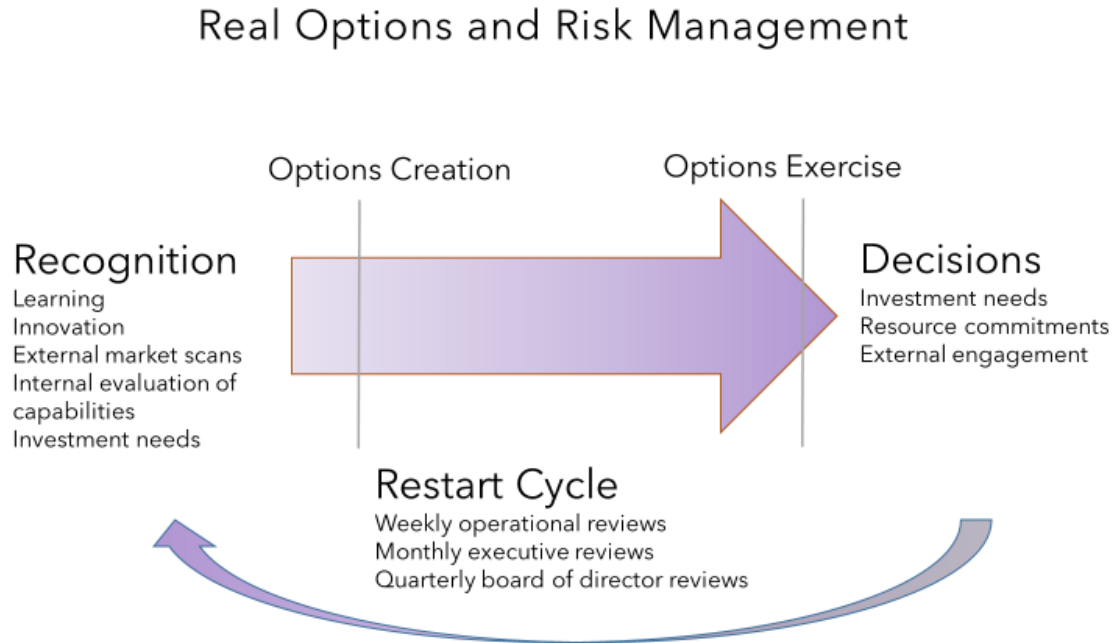 Real Options and Risk Management
Options Creation
Options Exercise
Recognition
Learning
Innovation
External market scans
Internal evaluation of
capabilities
Investment needs
Decisions
Investment needs
Resource commitments
External engagement
Restart Cycle
Weekly operational reviews
Monthly executive reviews
Quarterly board of director reviews